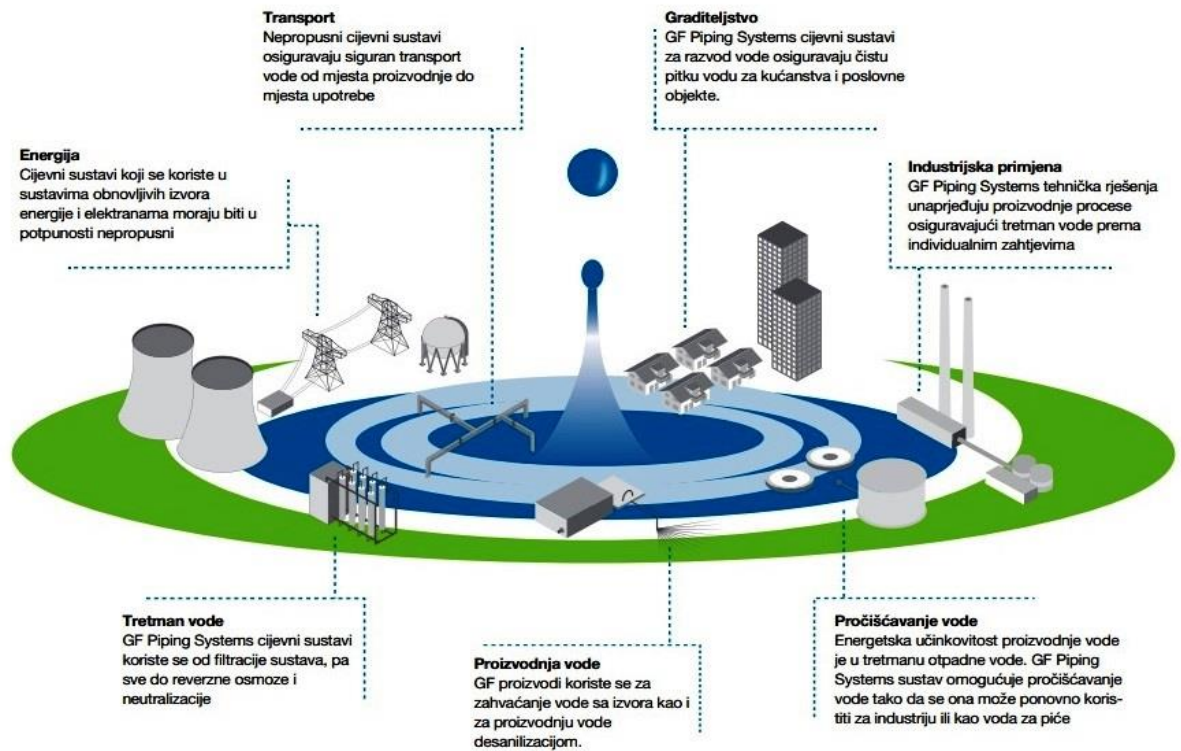 Transport
Nepropusni cijevni sustavi
osiguravaju siguran transport
vode od mjesta proizvodnje do
mjesta upotrebe
Graditeljstvo
GF Piping Systems cijevni sustavi
za razvod vode osiguravaju čistu
pitku vodu za kućanstva i poslovne
objekte.
Energija
Cijevni sustavi koji se koriste u
sustavima obnovljivih izvora
energije i elektranama moraju biti u
potpunosti nepropusni
Industrijska primjena
GF Piping Systems tehnička rješenja
unaprjeđuju proizvodnje procese
osiguravajući tretman vode prema
individualnim zahtjevima
Tretman vode
GF Piping Systems cijevni sustavi
koriste se od filtracije sustava, pa
sve do reverzne osmoze i
neutralizacije
Proizvodnja vode
GF proizvodi koriste se za
zahvaćanje vode sa izvora kao i
za proizvodnju vode
desanilizacijom.
Pročišćavanje vode
Energetska učinkovitost proizvodnje vode
je u tretmanu otpadne vode. GF Piping
Systems sustav omogućuje pročišćavanje
vode tako da se ona može ponovno koris-
titi za industriju ili kao voda za piće